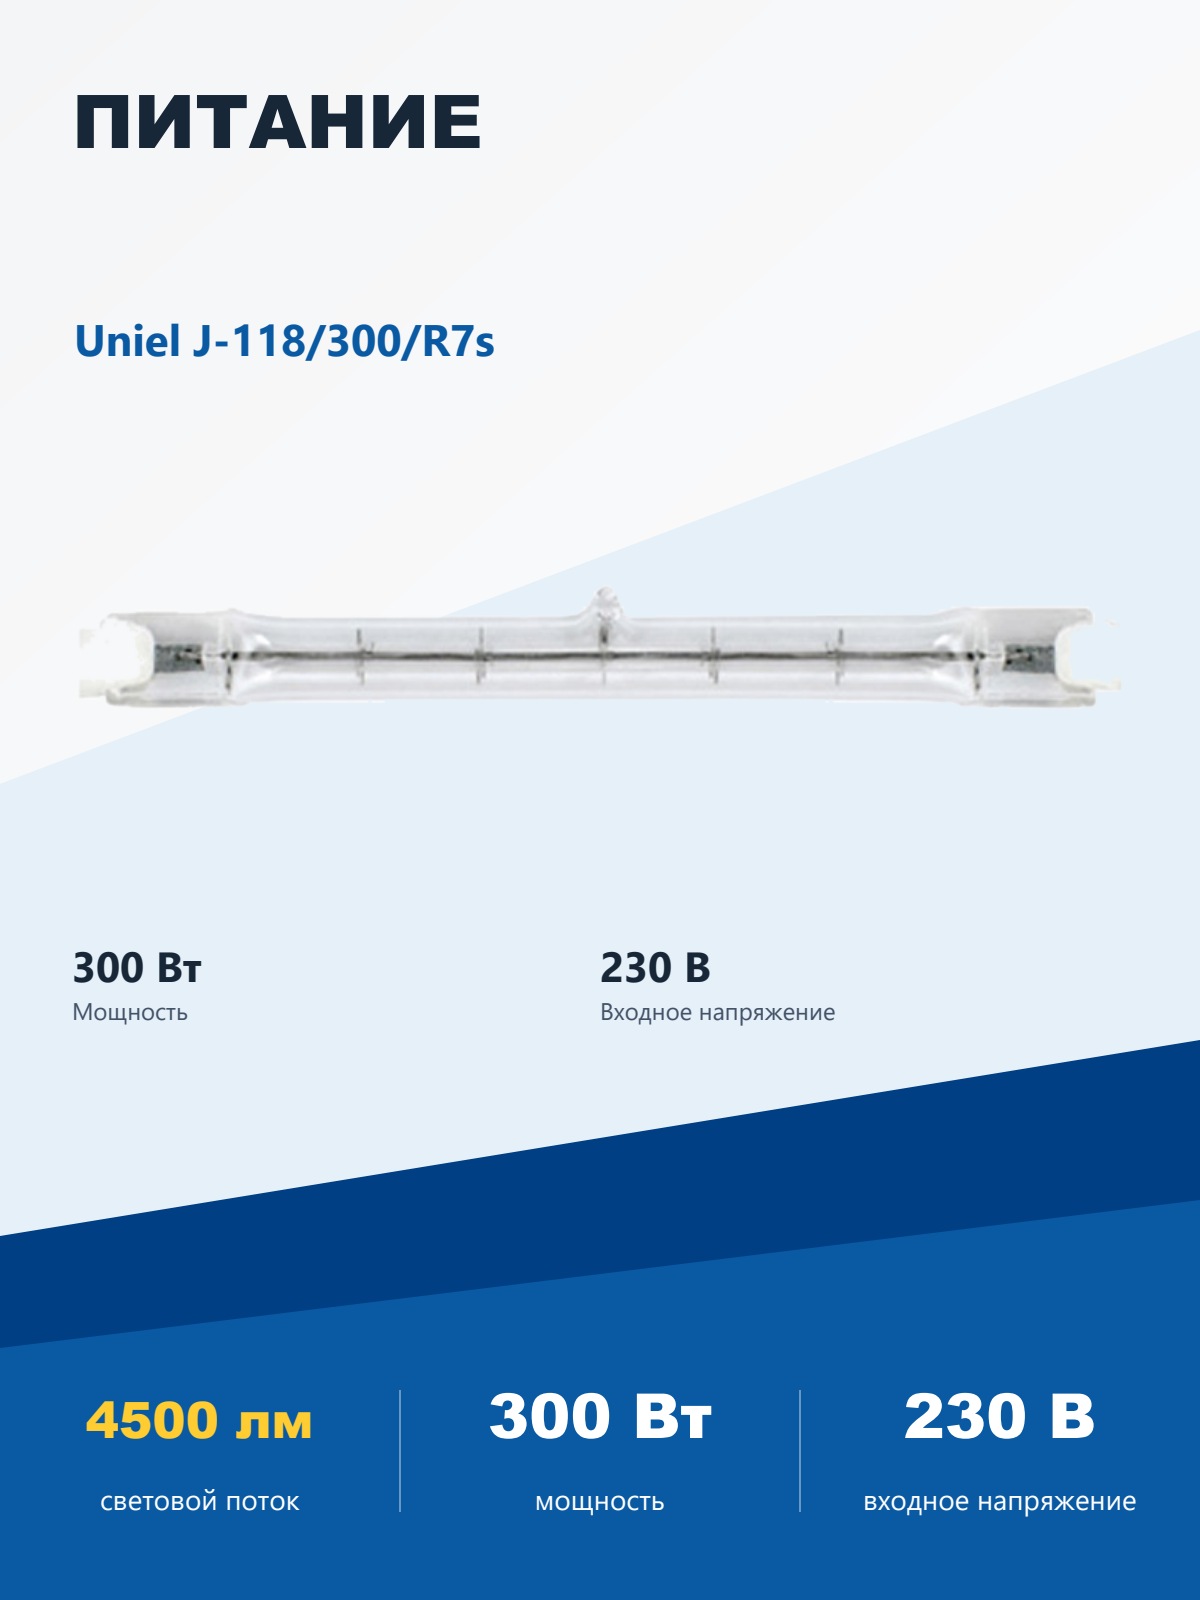 ПИТАНИЕ
Uniel J-118/300/R7s
300 Вт
Мощность
230 В
Входное напряжение
4500 лм
световой поток
300 Вт
мощность
230 В
входное напряжение